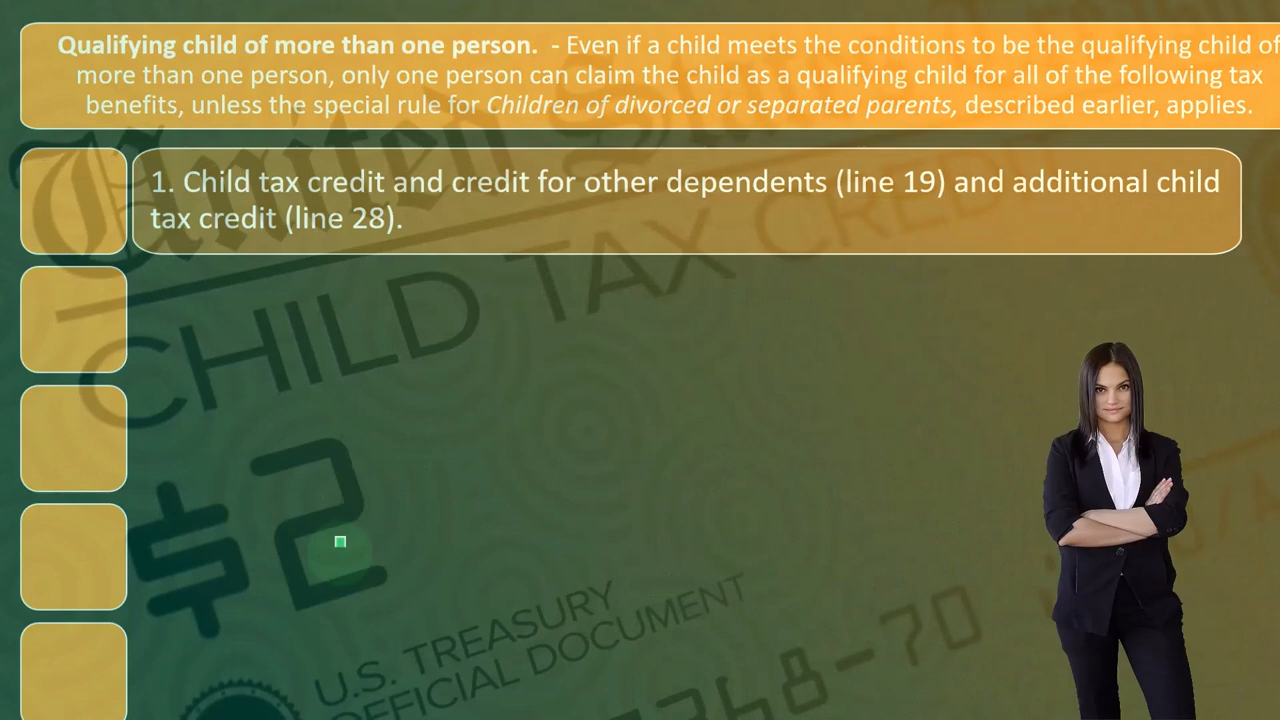 Qualifying child of more than one person.  - Even if a child meets the conditions to be the qualifying child of
more than one person, only one person can claim the child as a qualifying child for all of the following tax
benefits, unless the special rule for Children of divorced or separated parents, described earlier, applies.
1. Child tax credit and credit for other dependents (line 19) and additional child
tax credit (line 28).
United
CHILD TAX CREDIT
$2
U.S. TREASURY
OFFICIAL DOCUMENT